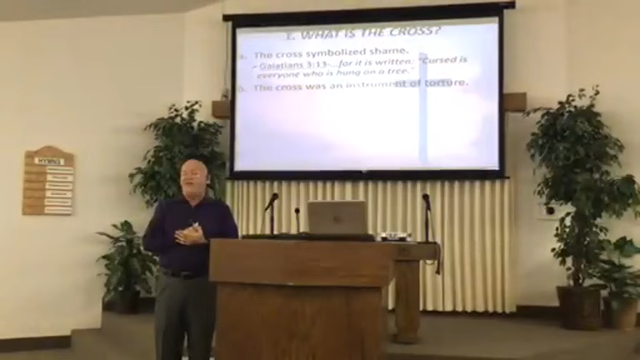 I. WHAT IS THE CROSS?
a. The cross symbolized shame.
Galatians 3:13-...for it is written: "Cursed is
everyone who is hung on a tree."
b. The cross was an instrument of torture.
HYMNS